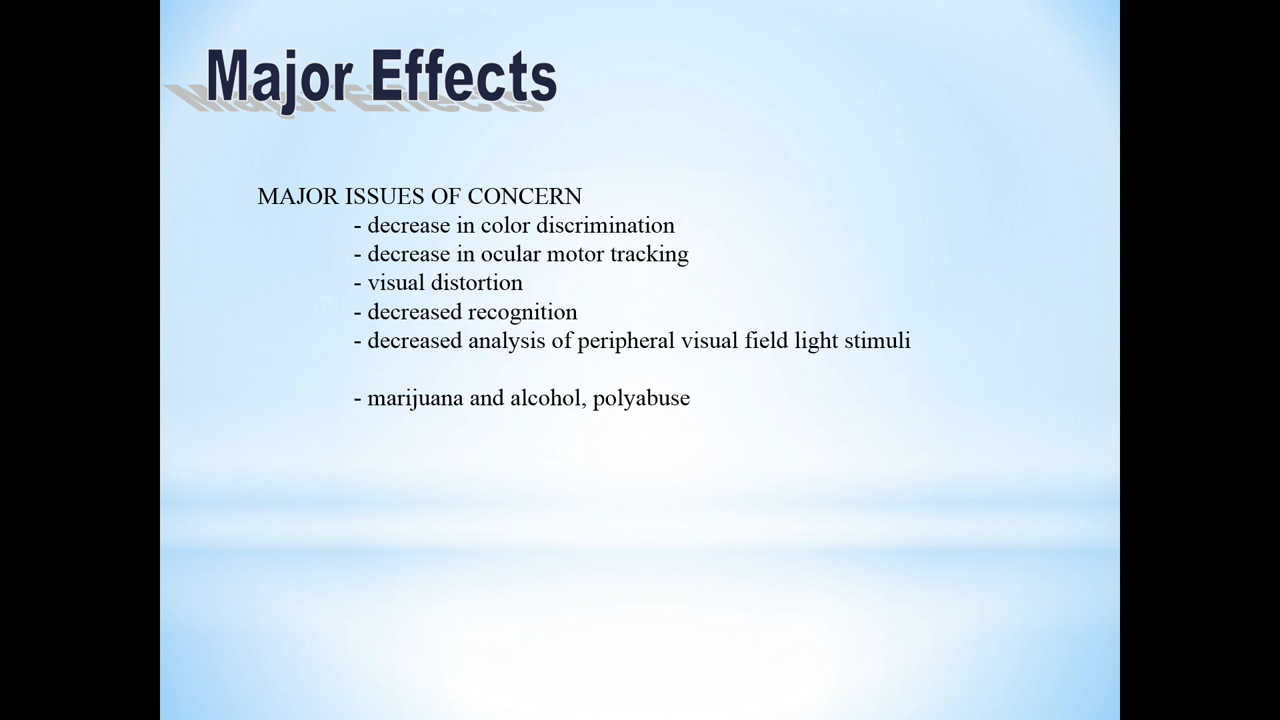 Major Effects
MAJOR ISSUES OF CONCERN
- decrease in color discrimination
- decrease in ocular motor tracking
- visual distortion
- decreased recognition
- decreased analysis of peripheral visual field light stimuli
- marijuana and alcohol, polyabuse